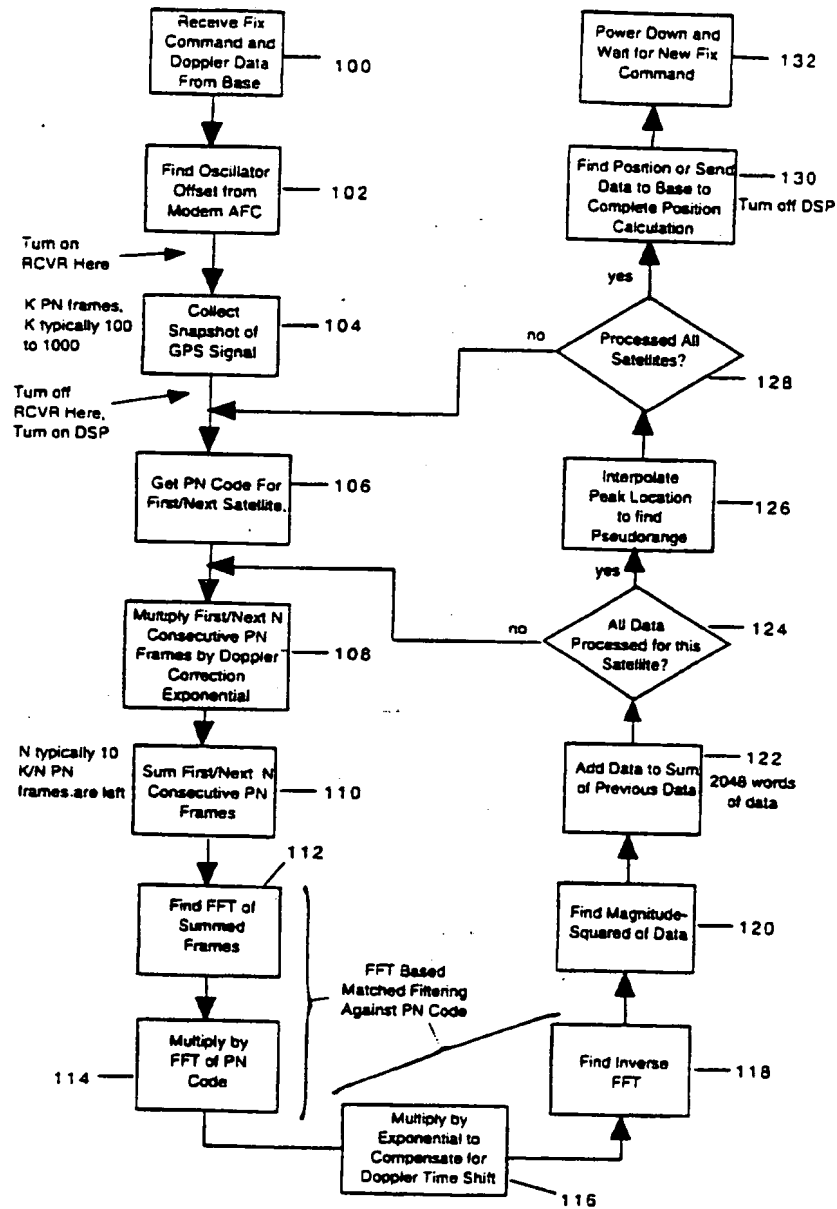 Receive Fix
Command and
Doppler Data
From Base
100
Find Oscillator
Offset from
Modem AFC
102
Turn on
RCVR Here
K PN frames,
K typically 100
to 1000
Collect
Snapshot of
GPS Signal
104
Turn off
RCVR Here,
Turn on DSP
Get PN Code For
First/Next Satellite.
106
Multiply First/Next N
Consecutive PN
Frames by Doppler
Correction
Exponential
108
N typically 10
K/N PN
frames are left
Sum First/Next N
Consecutive PN
Frames
110
112
Find FFT of
Summed
Frames
FFT Based
Matched Filtering
Against PN Code
Multiply by
FFT of PN
Code
114
Multiply by
Exponential to
Compensate for
Doppler Time Shift
116
Find Inverse
FFT
118
Find Magnitude-
Squared of Data
120
Add Data to Sum
of Previous Data
122
2048 words
of data
All Data
Processed for this
Satellite?
124
no
yes
Interpolate
Peak Location
to find
Pseudorange
126
Processed All
Satellites?
128
no
yes
Find Position or Send
Data to Base to
Complete Position
Calculation
130
Turn off DSP
Power Down and
Wait for New Fix
Command
132